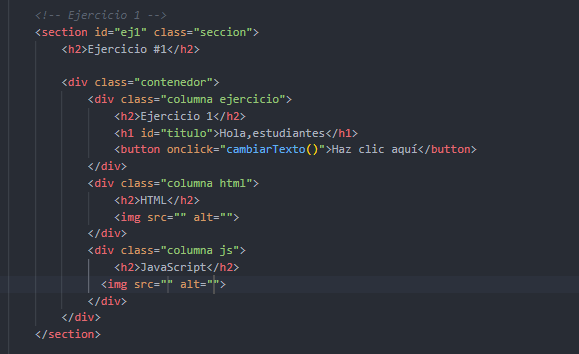 <!-- Ejercicio 1 -->
<section id="ej1" class="seccion">
<h2>Ejercicio #1</h2>
<div class="contenedor">
<div class="columna ejercicio">
<h2>Ejercicio 1</h2>
<h1 id="titulo">Hola,estudiantes</h1>
<button onclick="cambiarTexto()">Haz clic aquí</button>
</div>
<div class="columna html">
<h2>HTML</h2>
<img src="" alt="">
</div>
<div class="columna js">
<h2>JavaScript</h2>
<img src="" alt="">
</div>
</div>
</section>